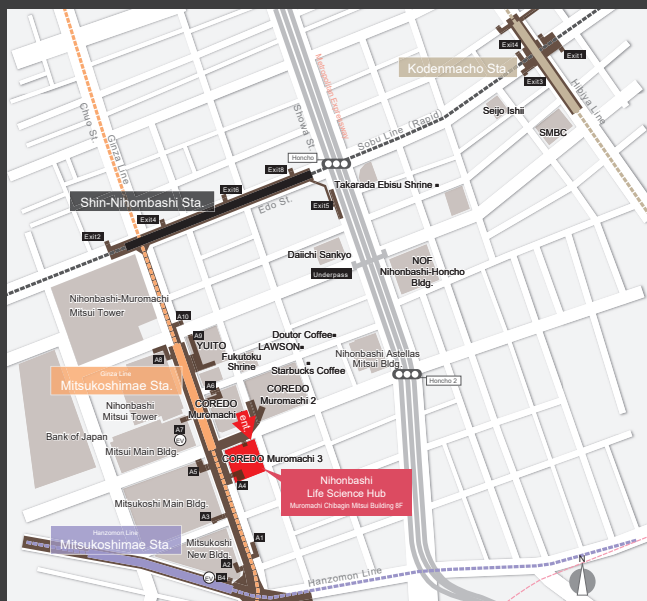 Exit4
Exit1
Kodenmacho Sta.
Exit3
Hibiya Line
Metropolitan Expressway
Chuo St.
Ginza Line
Showa St.
Seijo Ishii
SMBC
Sobu Line (Rapid)
Honcho
Exit8
Takarada Ebisu Shrine
Exit6
Shin-Nihombashi Sta.
Edo St.
Exit5
Exit4
Exit2
Daiichi Sankyo
Underpass
NOF
Nihonbashi-Honcho
Bldg.
Nihonbashi-Muromachi
Mitsui Tower
A10
A9
YUITO
Doutor Coffee
LAWSON
A8
Fukutoku
Shrine
Starbucks Coffee
Nihonbashi Astellas
Mitsui Bldg.
Ginza Line
Mitsukoshimae Sta.
A6
COREDO
Muromachi 2
Honcho 2
COREDO
Muromachi
Nihonbashi
Mitsui Tower
ent.
A7
EV
Bank of Japan
Mitsui Main Bldg.
COREDO Muromachi 3
A5
A4
Nihonbashi
Life Science Hub
Muromachi Chibagin Mitsui Building 8F
Mitsukoshi Main Bldg.
A3
Hanzomon Line
Mitsukoshimae Sta.
Mitsukoshi
New Bldg.
A1
A2
EV
B4
Hanzomon Line
N